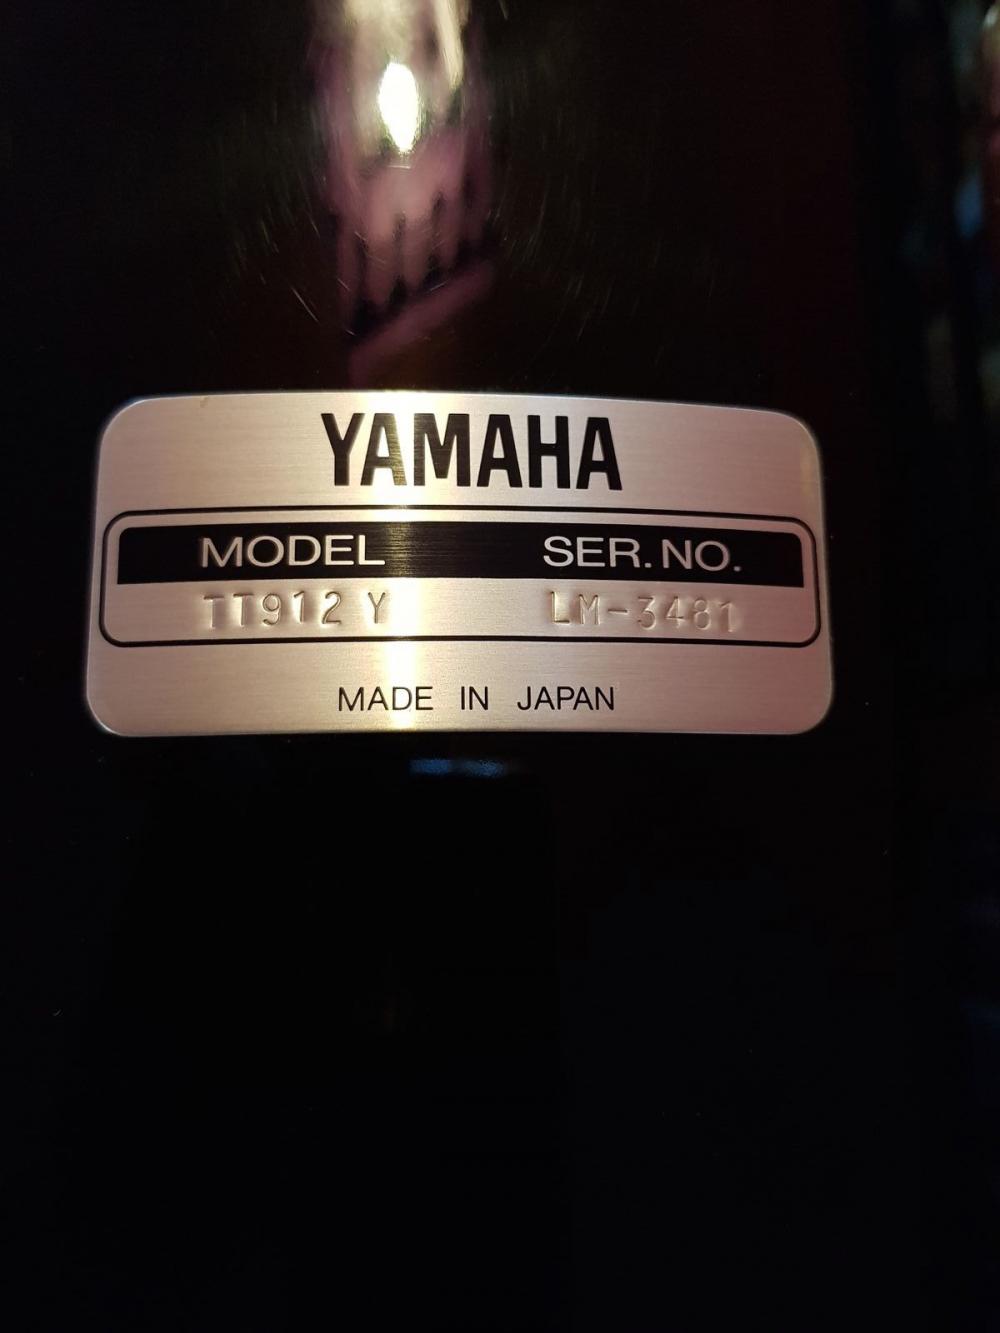 YAMAHA
MODEL SER. NO.
TT912 Y LM-3481
MADE IN JAPAN